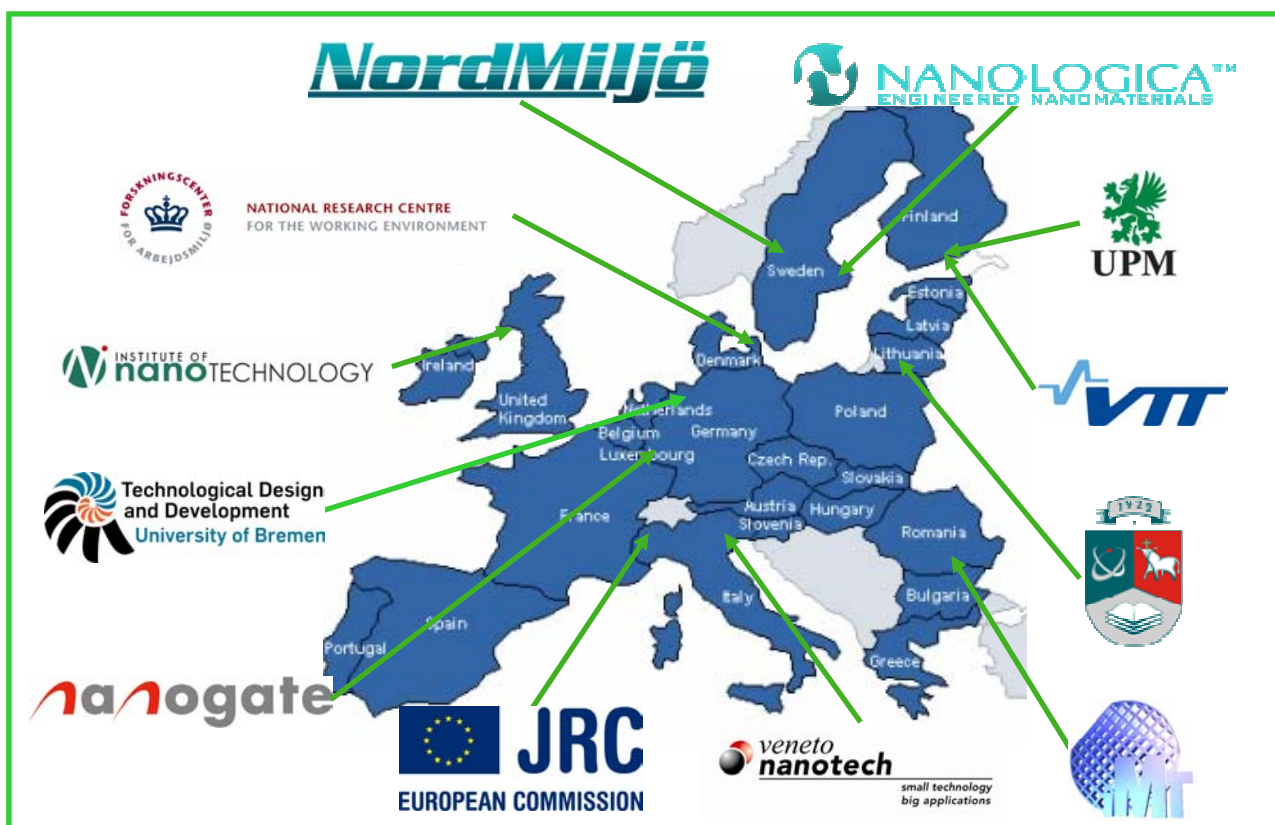 NordMiljö
NANOLOGICA™
ENGINEERED NANOMATERIALS
FORSKNINGSCENTER
FOR ARBEJDSMILJØ
NATIONAL RESEARCH CENTRE
FOR THE WORKING ENVIRONMENT
UPM
INSTITUTE OF
nanoTECHNOLOGY
VTT
Technological Design
and Development
University of Bremen
1922
nanogate
JRC
EUROPEAN COMMISSION
veneto
nanotech
small technology
big applications
iMT
Finland
Sweden
Estonia
Latvia
Lithuania
Denmark
Ireland
United
Kingdom
Netherlands
Belgium
Germany
Poland
Luxembourg
Czech Rep.
Slovakia
France
Austria
Hungary
Slovenia
Romania
Bulgaria
Italy
Spain
Portugal
Greece